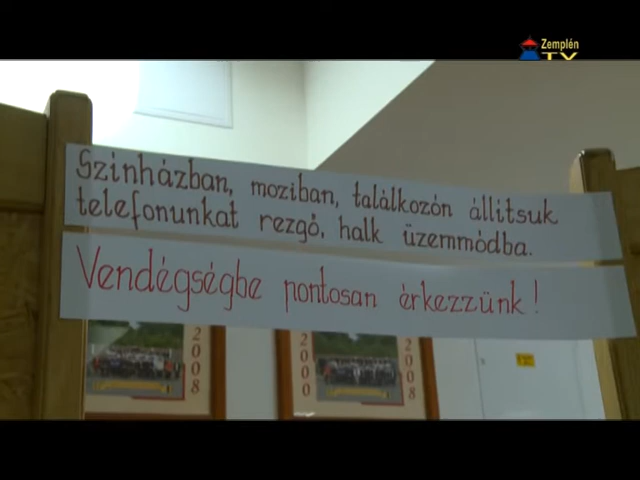 Zemplén
TV
Szinházban, moziban, találkozón állitsuk
telefonunkat rezgő, halk üzemmódba.
Vendégségbe pontosan érkezzünk!
2008
2000
2008